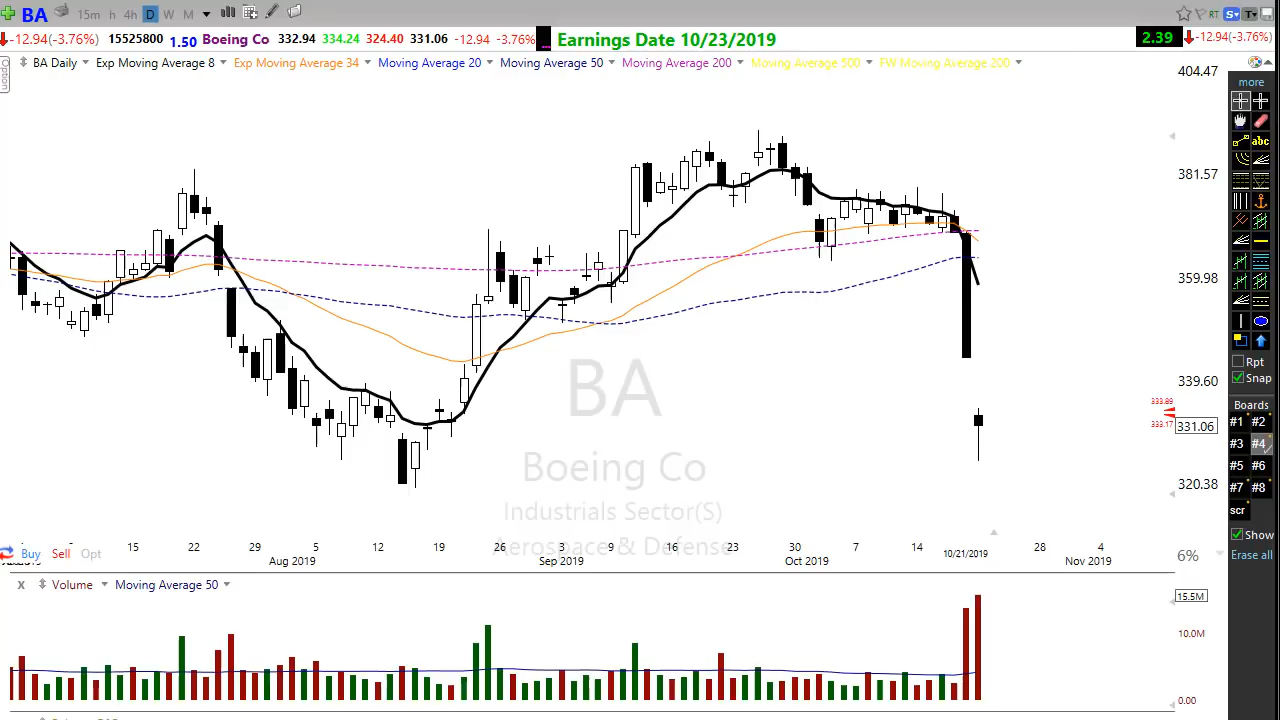 BA 15m h 4h D W M RT S T
-12.94(-3.76%) 15525800 1.50 Boeing Co 332.94 334.24 324.40 331.06 -12.94 -3.76% Earnings Date 10/23/2019 2.39 -12.94(-3.76%)
Option
BA Daily Exp Moving Average 8 Exp Moving Average 34 Moving Average 20 Moving Average 50 Moving Average 200 Moving Average 500 FW Moving Average 200
404.47
381.57
359.98
339.60
333.89
333.17
331.06
320.38
more
abc
Rpt
Snap
Boards
#1 #2
#3 #4
#5 #6
#7 #8
scr
Show
Erase all
BA
Boeing Co
Industrials Sector(S)
Aerospace & Defense
Buy Sell Opt
15 22 29 5 12 19 26 3 9 16 23 30 7 14 10/21/2019 28 4
Aug 2019 Sep 2019 Oct 2019 Nov 2019
6%
X Volume Moving Average 50
15.5M
10.0M
0.00